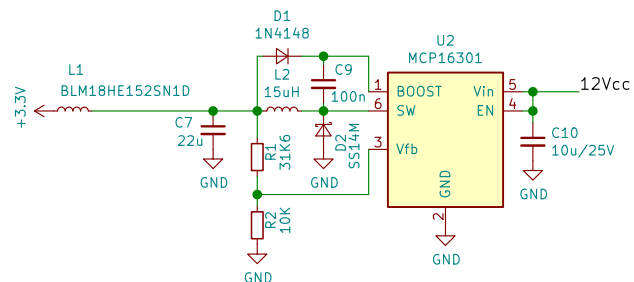 D1
1N4148
U2
MCP16301
L1
BLM18HE152SN1D
L2
15uH
C9
100n
+3.3V
C7
22u
GND
R1
31K6
D2
SS14M
GND
R2
10K
GND
1
BOOST
6
SW
3
Vfb
Vin
5
EN
4
GND
2
GND
12Vcc
C10
10u/25V
GND